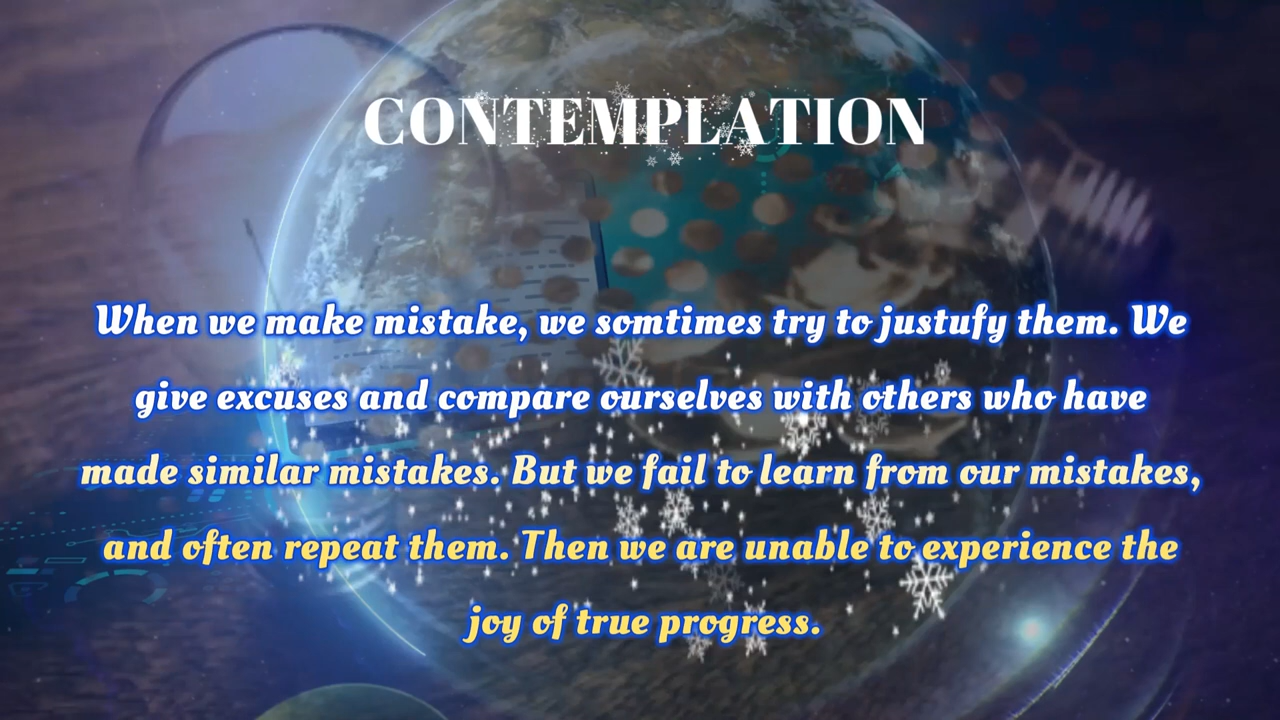 CONTEMPLATION
When we make mistake, we somtimes try to justufy them. We
give excuses and compare ourselves with others who have
made similar mistakes. But we fail to learn from our mistakes,
and often repeat them. Then we are unable to experience the
joy of true progress.